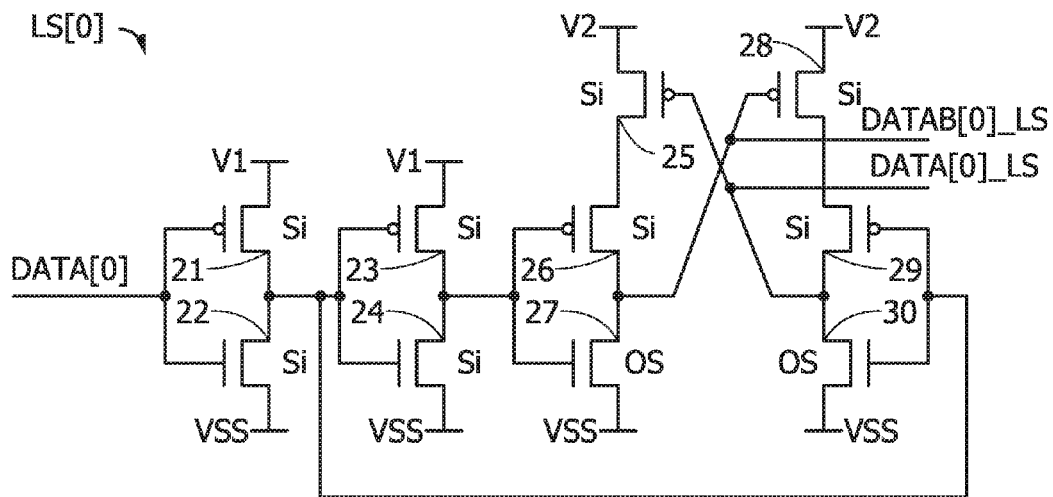 LS[0]
V2
28
V2
Si
Si
DATAB[0]_LS
25
DATA[0]_LS
V1
V1
Si
Si
Si
Si
DATA[0]
21
23
26
29
22
24
27
30
Si
Si
OS
OS
VSS
VSS
VSS
VSS